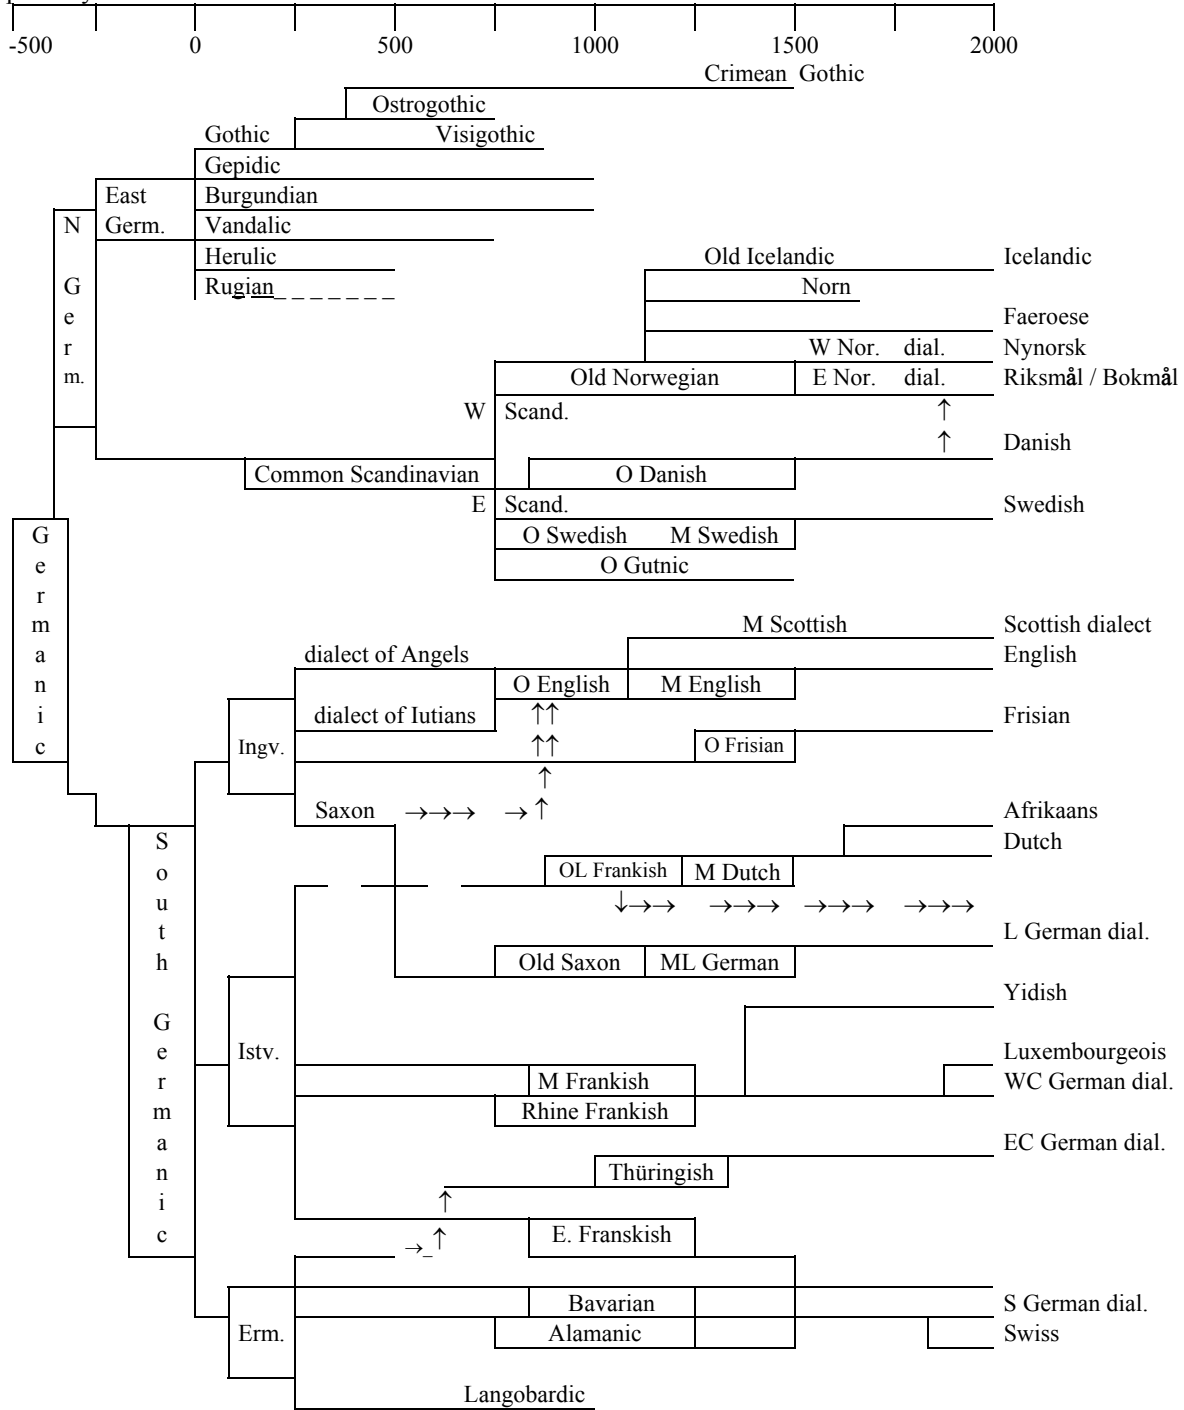 -500 0 500 1000 1500 2000
Crimean Gothic
Ostrogothic
Gothic Visigothic
Gepidic
East Burgundian
N Germ. Vandalic
Herulic Old Icelandic Icelandic
G Rugian Norn
e Faeroese
r W Nor. dial. Nynorsk
m. Old Norwegian E Nor. dial. Riksmål / Bokmål
W Scand. ↑
↑ Danish
Common Scandinavian O Danish
E Scand. Swedish
G O Swedish M Swedish
e O Gutnic
r
m M Scottish Scottish dialect
a dialect of Angels English
n O English M English
i dialect of Iutians ↑↑ Frisian
c Ingv. ↑↑ O Frisian
↑
Saxon →→→ →↑ Afrikaans
S Dutch
o OL Frankish M Dutch
u ↓→→ →→→ →→→ →→→
t L German dial.
h Old Saxon ML German
Yidish
G
e Istv. Luxembourgeois
r M Frankish WC German dial.
m Rhine Frankish
a EC German dial.
n Thüringish
i ↑
c →_↑ E. Franskish
Bavarian S German dial.
Erm. Alamanic Swiss
Langobardic